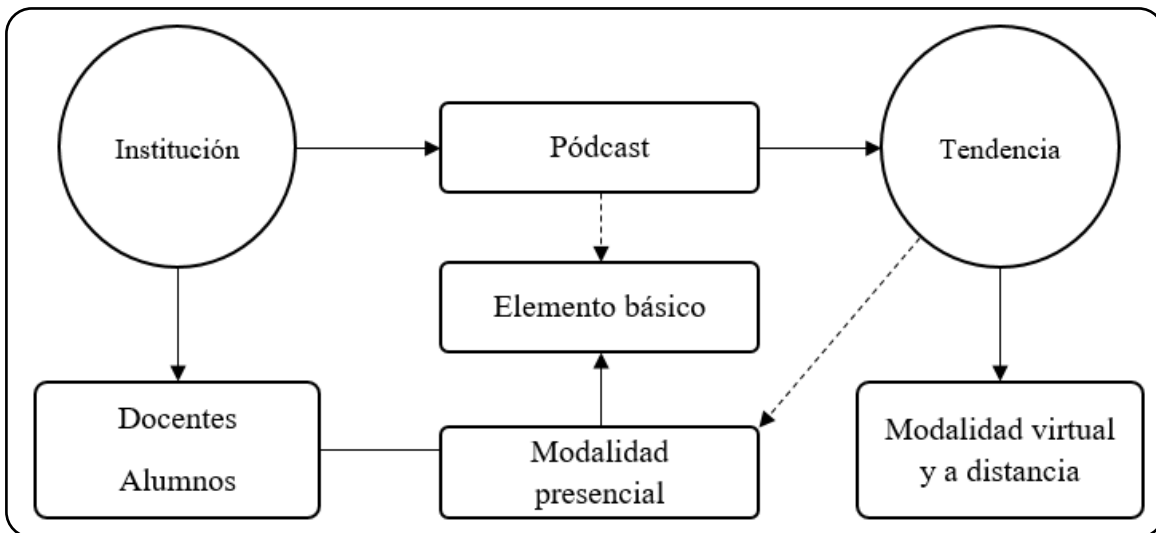 Institución
Pódcast
Tendencia
Elemento básico
Docentes
Alumnos
Modalidad
presencial
Modalidad virtual
y a distancia